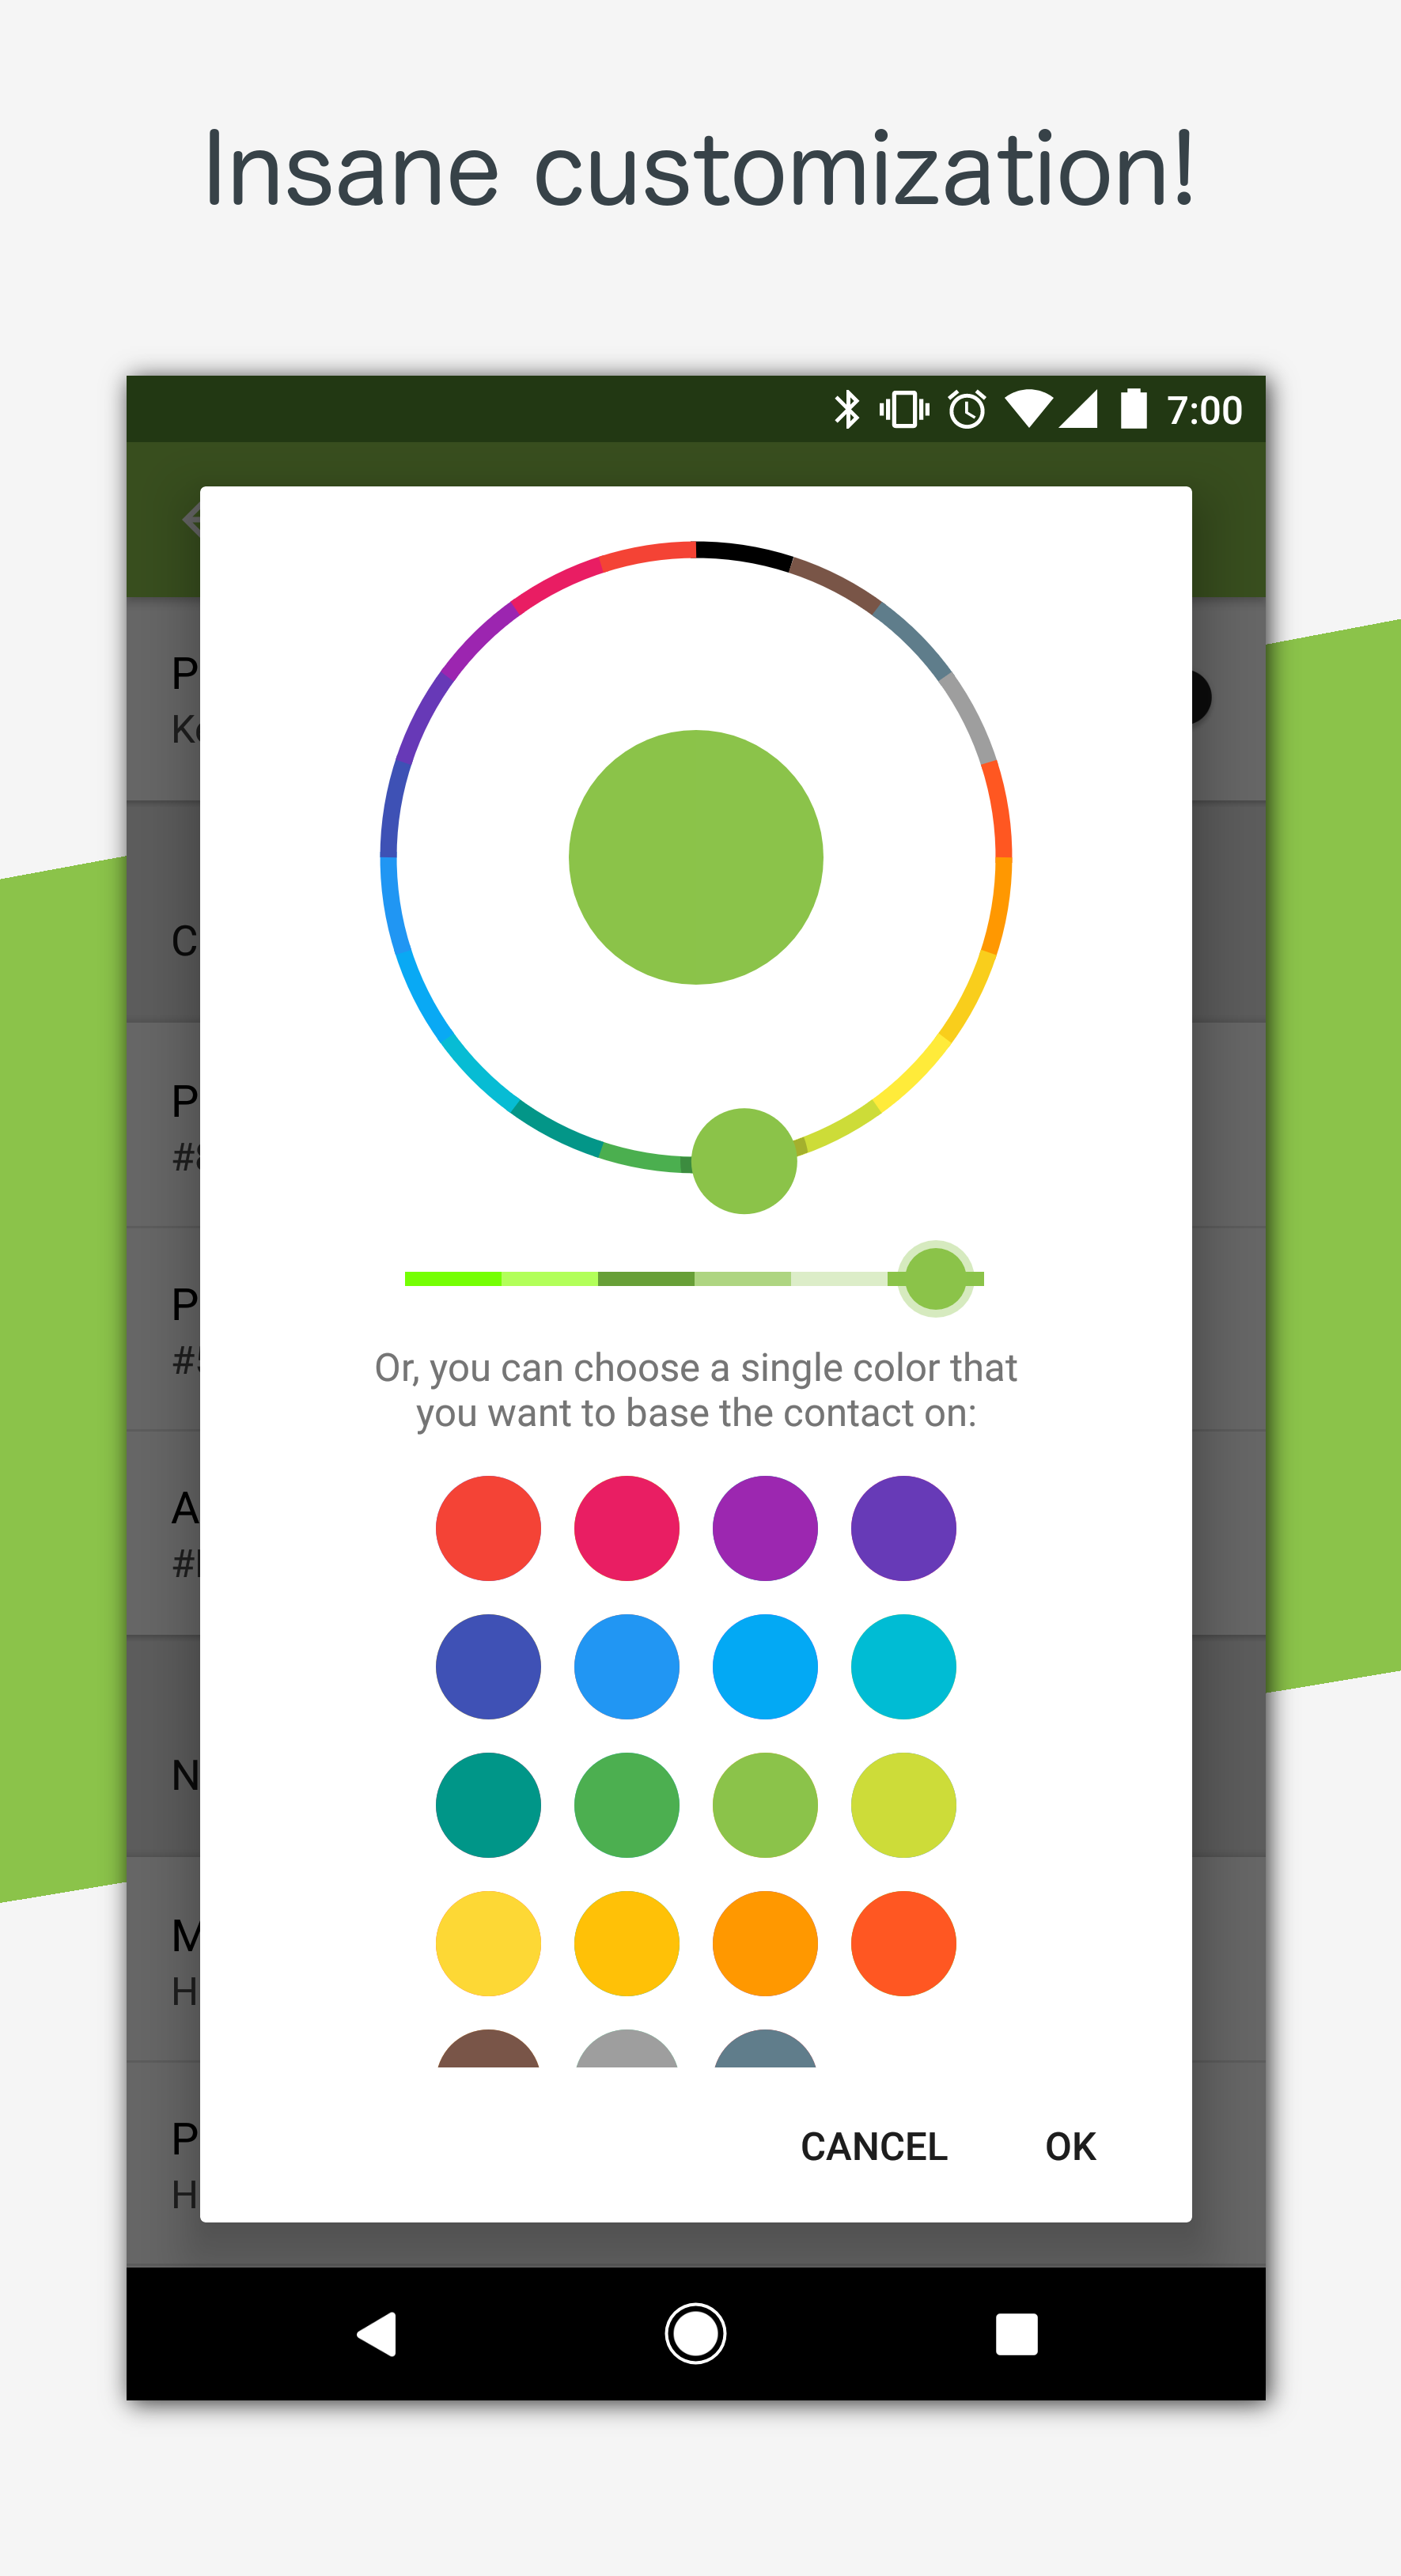 Insane customization!
7:00
Or, you can choose a single color that
you want to base the contact on:
CANCEL
OK